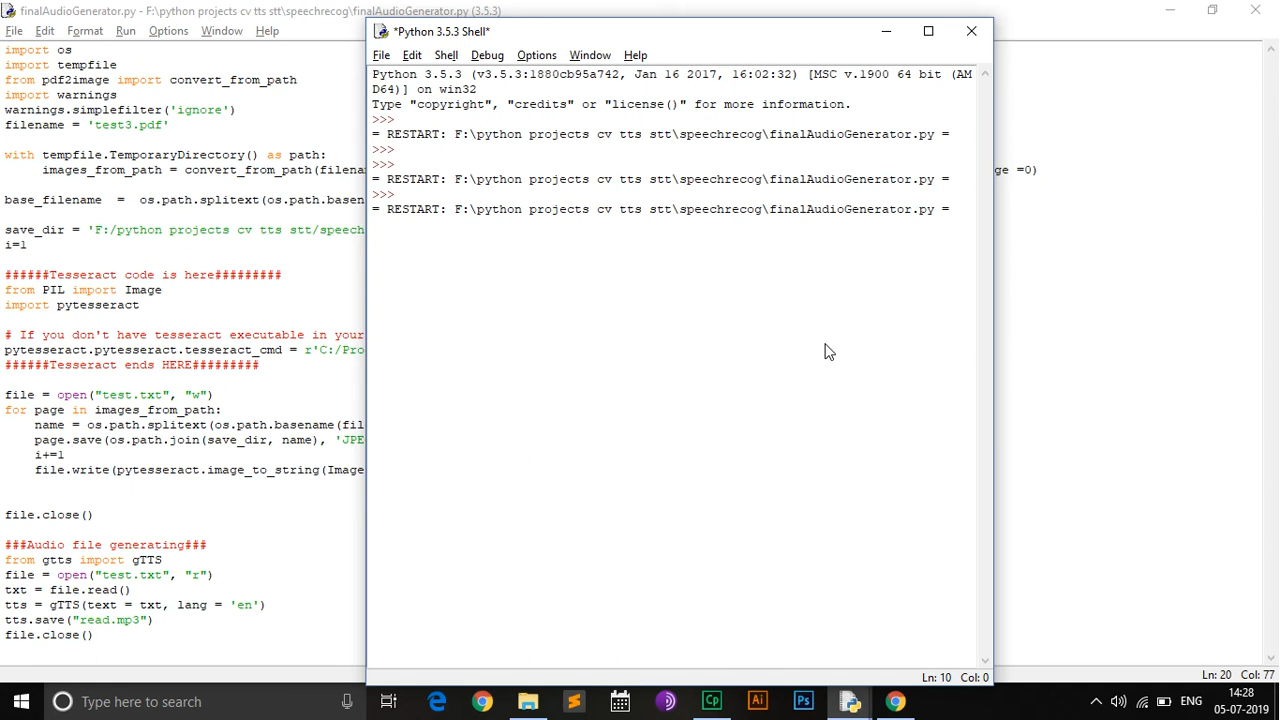 finalAudioGenerator.py - F:\python projects cv tts stt\speechrecog\finalAudioGenerator.py (3.5.3)
File Edit Format Run Options Window Help
import os
import tempfile
from pdf2image import convert_from_path
import warnings
warnings.simplefilter('ignore')
filename = 'test3.pdf'
with tempfile.TemporaryDirectory() as path:
images_from_path = convert_from_path(filenam
ge =0)
base_filename = os.path.splitext(os.path.basen
save_dir = 'F:/python projects cv tts stt/speech
i=1
######Tesseract code is here#########
from PIL import Image
import pytesseract
# If you don't have tesseract executable in your
pytesseract.pytesseract.tesseract_cmd = r'C:/Pro
######Tesseract ends HERE#########
file = open("test.txt", "w")
for page in images_from_path:
name = os.path.splitext(os.path.basename(fil
page.save(os.path.join(save_dir, name), 'JPE
i+=1
file.write(pytesseract.image_to_string(Image
file.close()
###Audio file generating###
from gtts import gTTS
file = open("test.txt", "r")
txt = file.read()
tts = gTTS(text = txt, lang = 'en')
tts.save("read.mp3")
file.close()
Ln: 20 Col: 77
*Python 3.5.3 Shell*
File Edit Shell Debug Options Window Help
Python 3.5.3 (v3.5.3:1880cb95a742, Jan 16 2017, 16:02:32) [MSC v.1900 64 bit (AM
D64)] on win32
Type "copyright", "credits" or "license()" for more information.
>>>
= RESTART: F:\python projects cv tts stt\speechrecog\finalAudioGenerator.py =
>>>
>>>
= RESTART: F:\python projects cv tts stt\speechrecog\finalAudioGenerator.py =
>>>
= RESTART: F:\python projects cv tts stt\speechrecog\finalAudioGenerator.py =
Ln: 10 Col: 0
Type here to search
Cp
Ai
Ps
ENG
14:28
05-07-2019